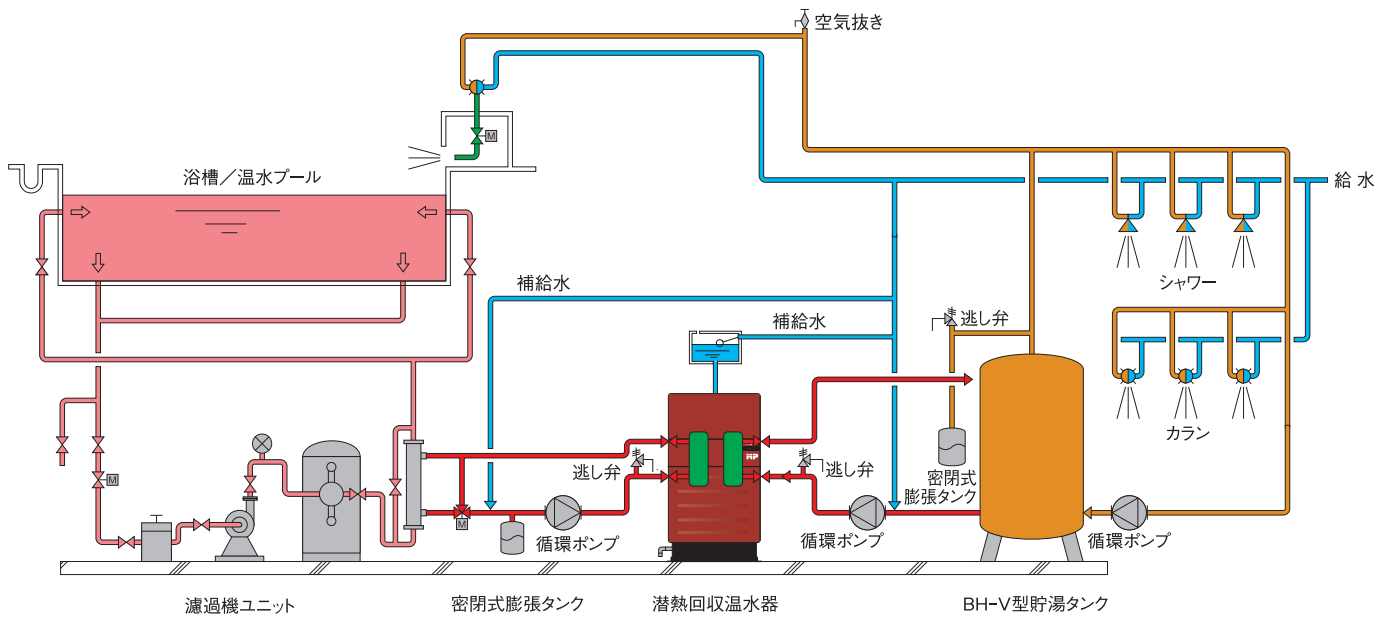 空気抜き
M
浴槽／温水プール
給 水
シャワー
補給水
補給水
逃し弁
カラン
HP
逃し弁
逃し弁
密閉式
膨張タンク
M
M
循環ポンプ
循環ポンプ
循環ポンプ
濾過機ユニット
密閉式膨張タンク
潜熱回収温水器
BH-V型貯湯タンク